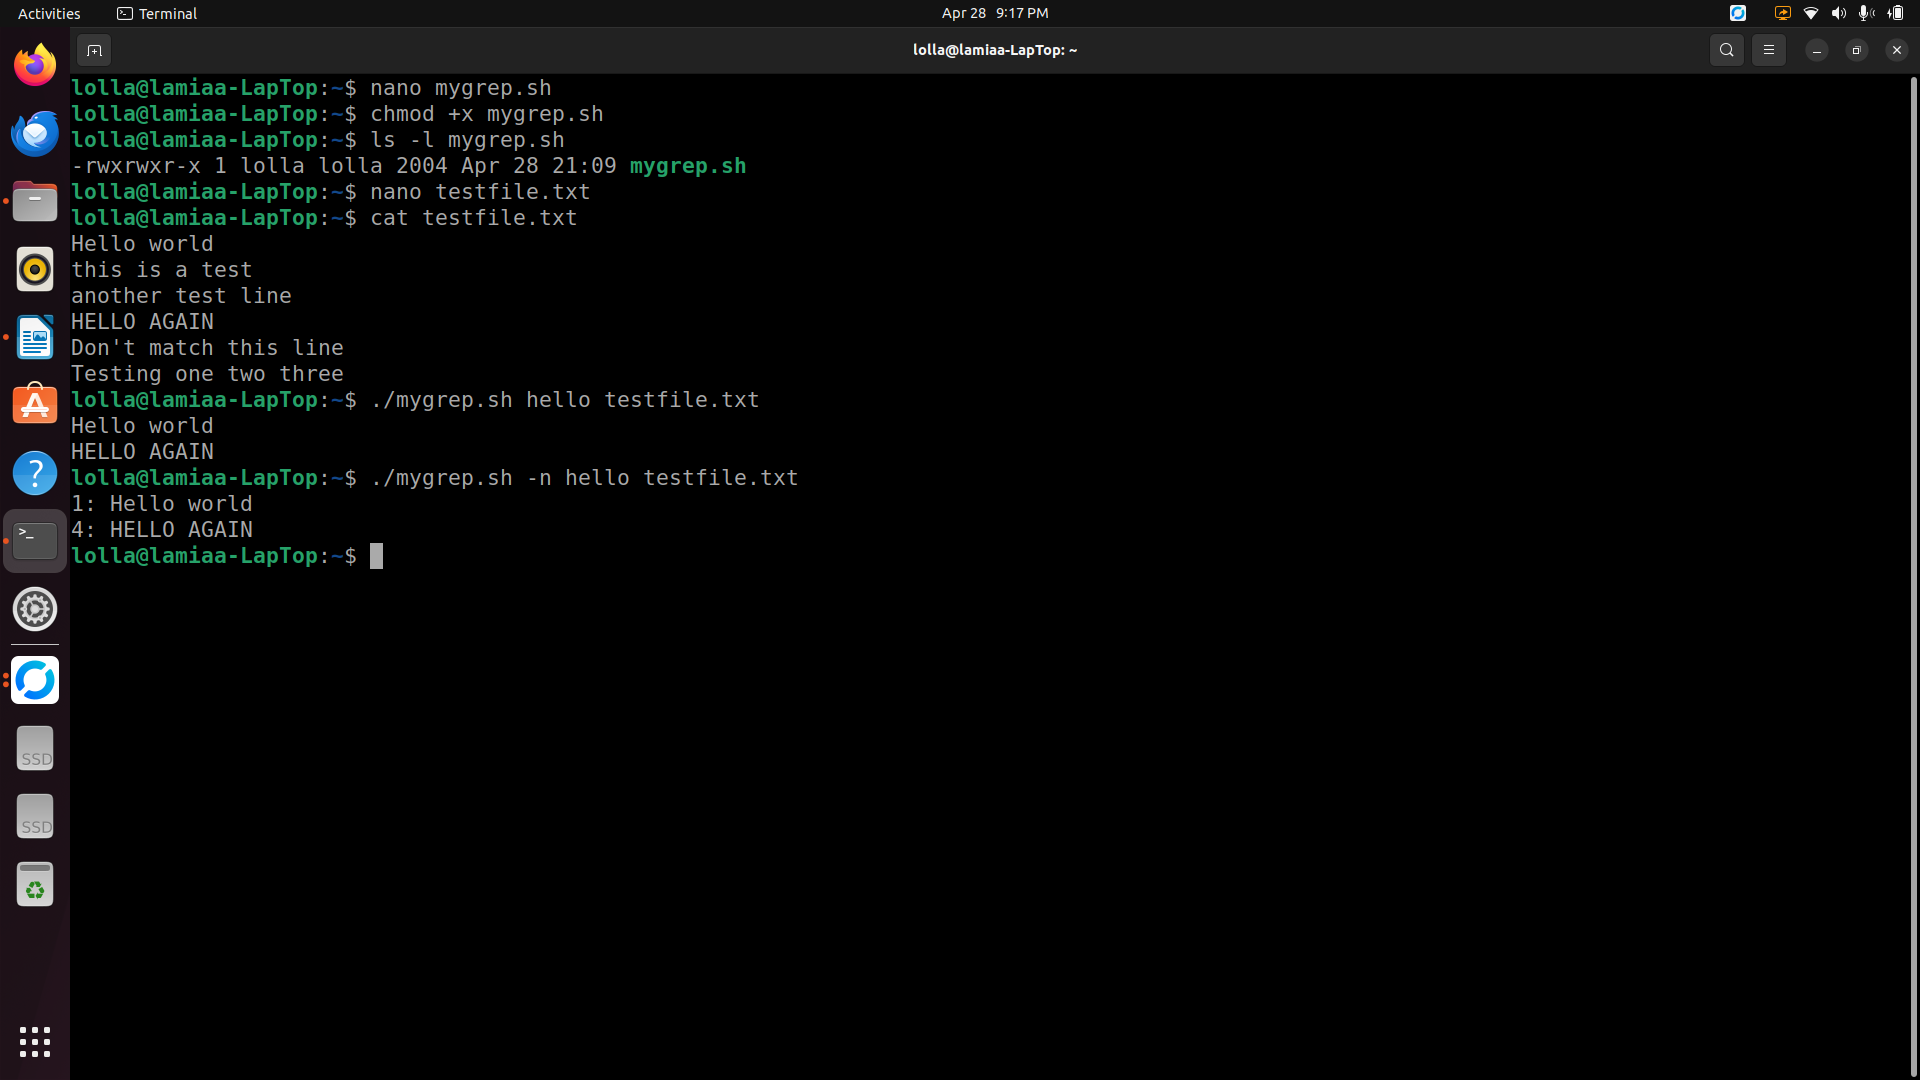 Activities
Terminal
Apr 28 9:17 PM
lolla@lamiaa-LapTop: ~
lolla@lamiaa-LapTop:~$ nano mygrep.sh
lolla@lamiaa-LapTop:~$ chmod +x mygrep.sh
lolla@lamiaa-LapTop:~$ ls -l mygrep.sh
-rwxrwxr-x 1 lolla lolla 2004 Apr 28 21:09 mygrep.sh
lolla@lamiaa-LapTop:~$ nano testfile.txt
lolla@lamiaa-LapTop:~$ cat testfile.txt
Hello world
this is a test
another test line
HELLO AGAIN
Don't match this line
Testing one two three
lolla@lamiaa-LapTop:~$ ./mygrep.sh hello testfile.txt
Hello world
HELLO AGAIN
lolla@lamiaa-LapTop:~$ ./mygrep.sh -n hello testfile.txt
1: Hello world
4: HELLO AGAIN
lolla@lamiaa-LapTop:~$
SSD
SSD